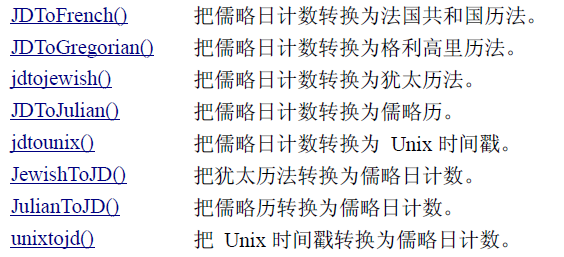 JDToFrench() 把儒略日计数转换为法国共和国历法。
JDToGregorian() 把儒略日计数转换为格利高里历法。
jdtojewish() 把儒略日计数转换为犹太历法。
JDToJulian() 把儒略日计数转换为儒略历。
jdtounix() 把儒略日计数转换为 Unix 时间戳。
JewishToJD() 把犹太历法转换为儒略日计数。
JulianToJD() 把儒略历转换为儒略日计数。
unixtojd() 把 Unix 时间戳转换为儒略日计数。